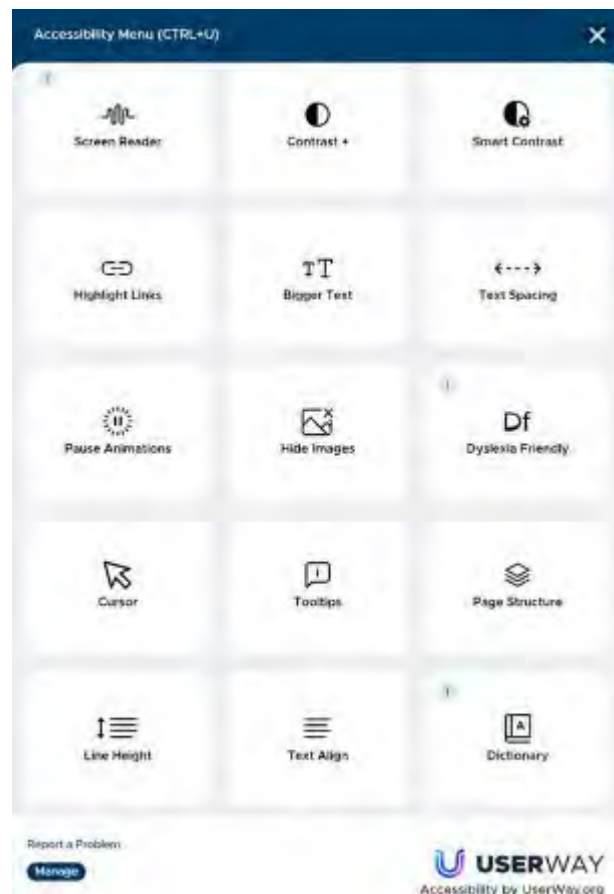 Accessibility Menu (CTRL+U)
Screen Reader
Contrast +
Smart Contrast
Highlight Links
TT
Bigger Text
Text Spacing
Pause Animations
Hide Images
Df
Dyslexia Friendly
Cursor
Tooltips
Page Structure
Line Height
Text Align
A
Dictionary
Report a Problem
Manage
USERWAY
Accessibility by UserWay.org